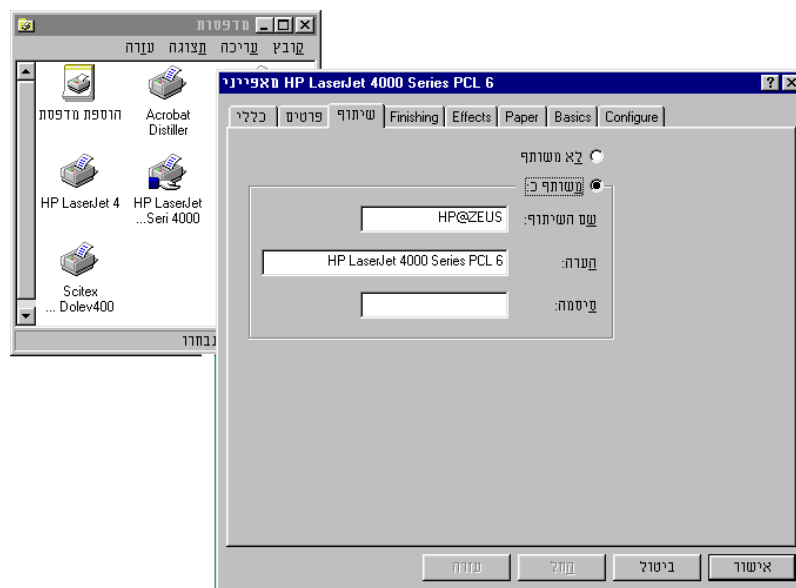 מדפסות
קובץ עריכה תצוגה עזרה
הוספת מדפסת
Acrobat
Distiller
HP LaserJet 4
HP LaserJet
...Seri 4000
Scitex
... Dolev400
נבחרו
מאפייני HP LaserJet 4000 Series PCL 6
כללי פרטים שיתוף Finishing Effects Paper Basics Configure
לא משותף
משותף כ:
שם השיתוף: HP@ZEUS
הערה: HP LaserJet 4000 Series PCL 6
סיסמה:
אישור ביטול החל עזרה